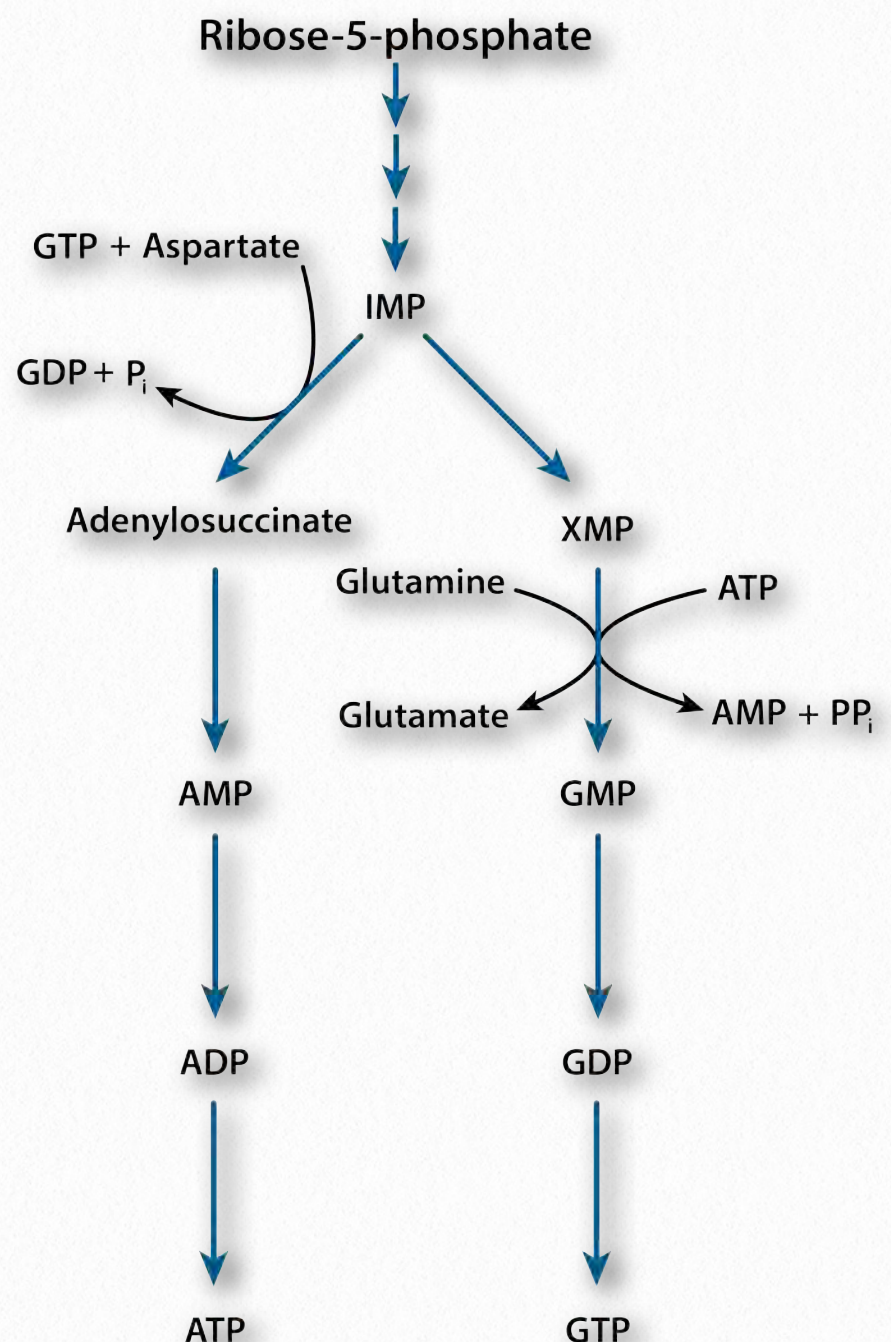 Ribose-5-phosphate
GTP + Aspartate
IMP
GDP + Pi
Adenylosuccinate
XMP
Glutamine
ATP
Glutamate
AMP + PPi
AMP
GMP
ADP
GDP
ATP
GTP